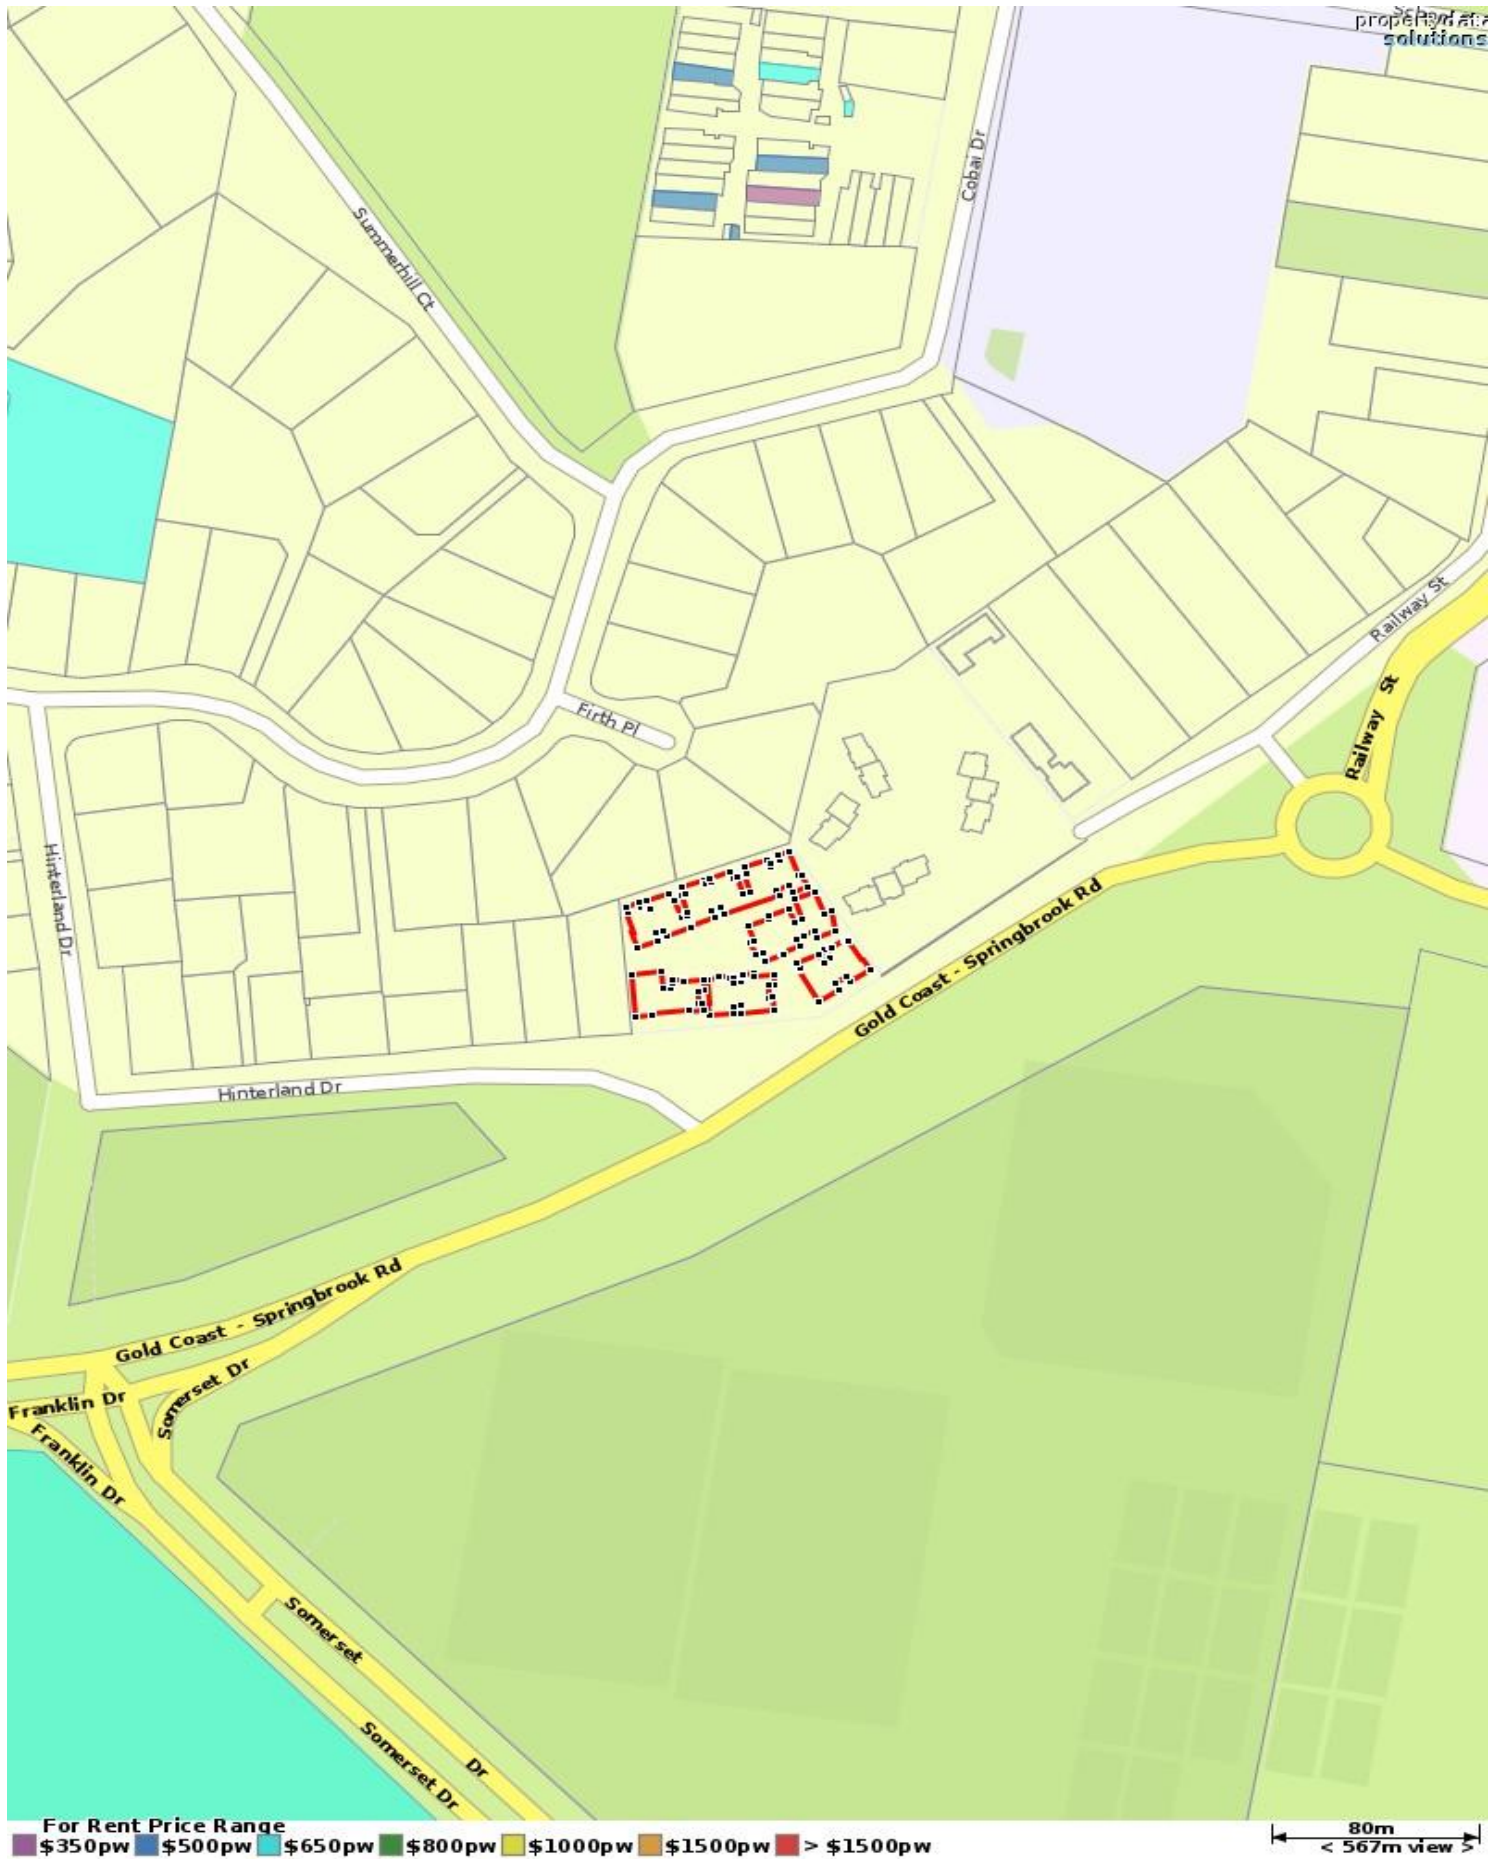 propertydata
solutions
Cobai Dr
Summerhill Ct
Railway St
Railway St
Firth Pl
Hinterland Dr
Gold Coast - Springbrook Rd
Hinterland Dr
Gold Coast - Springbrook Rd
Somerset Dr
Franklin Dr
Franklin Dr
Somerset Dr
Somerset Dr
For Rent Price Range
$350pw $500pw $650pw $800pw $1000pw $1500pw > $1500pw
80m
< 567m view >